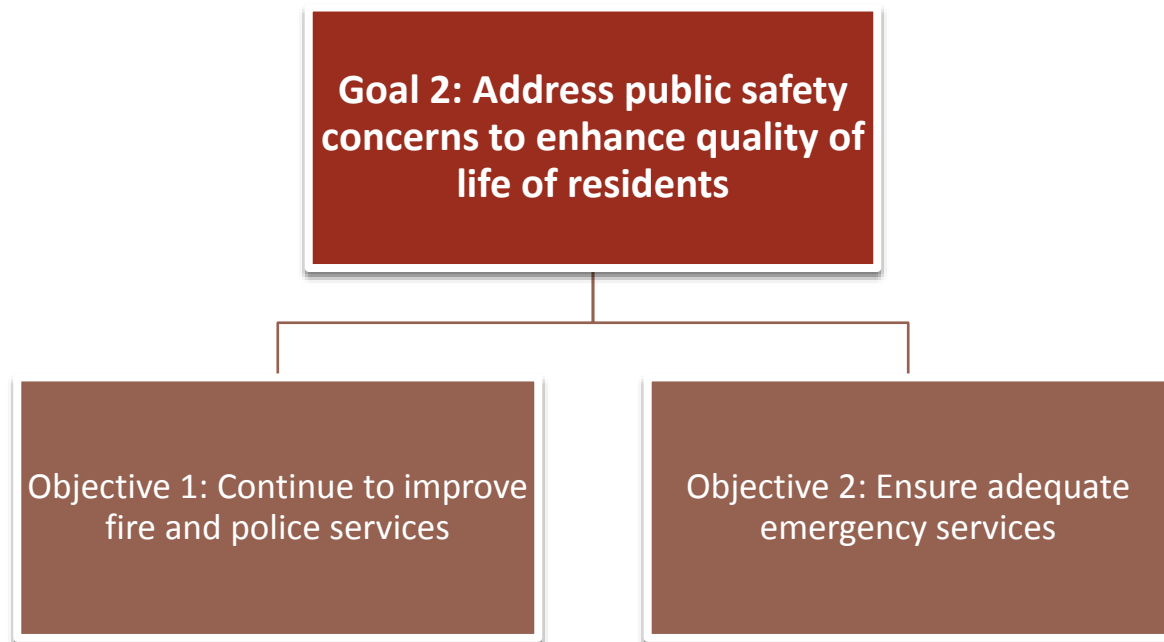 Goal 2: Address public safety
concerns to enhance quality of
life of residents
Objective 1: Continue to improve
fire and police services
Objective 2: Ensure adequate
emergency services